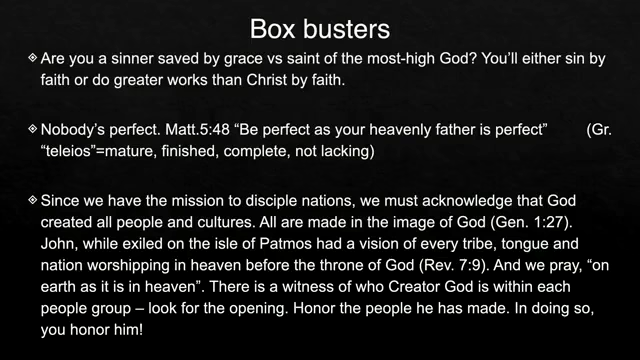 Box busters
Are you a sinner saved by grace vs saint of the most-high God? You’ll either sin by
faith or do greater works than Christ by faith.
Nobody’s perfect. Matt.5:48 “Be perfect as your heavenly father is perfect” (Gr.
“teleios”=mature, finished, complete, not lacking)
Since we have the mission to disciple nations, we must acknowledge that God
created all people and cultures. All are made in the image of God (Gen. 1:27).
John, while exiled on the isle of Patmos had a vision of every tribe, tongue and
nation worshipping in heaven before the throne of God (Rev. 7:9). And we pray, “on
earth as it is in heaven”. There is a witness of who Creator God is within each
people group – look for the opening. Honor the people he has made. In doing so,
you honor him!